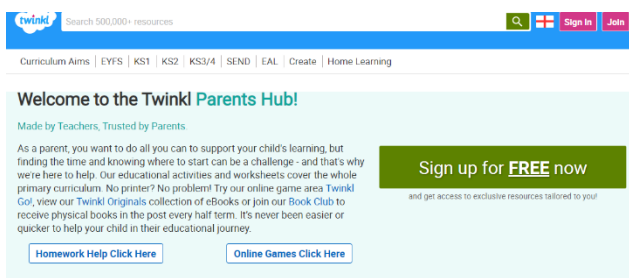 twinkl
Search 500,000+ resources
Sign In
Join
Curriculum Aims | EYFS | KS1 | KS2 | KS3/4 | SEND | EAL | Create | Home Learning
Welcome to the Twinkl Parents Hub!
Made by Teachers, Trusted by Parents
As a parent, you want to do all you can to support your child's learning, but
finding the time and knowing where to start can be a challenge - and that's why
we're here to help. Our educational activities and worksheets cover the whole
primary curriculum. No printer? No problem! Try our online game area Twinkl
Go!, view our Twinkl Originals collection of eBooks or join our Book Club to
receive physical books in the post every half term. It's never been easier or
quicker to help your child in their educational journey.
Homework Help Click Here
Online Games Click Here
Sign up for FREE now
and get access to exclusive resources tailored to you!